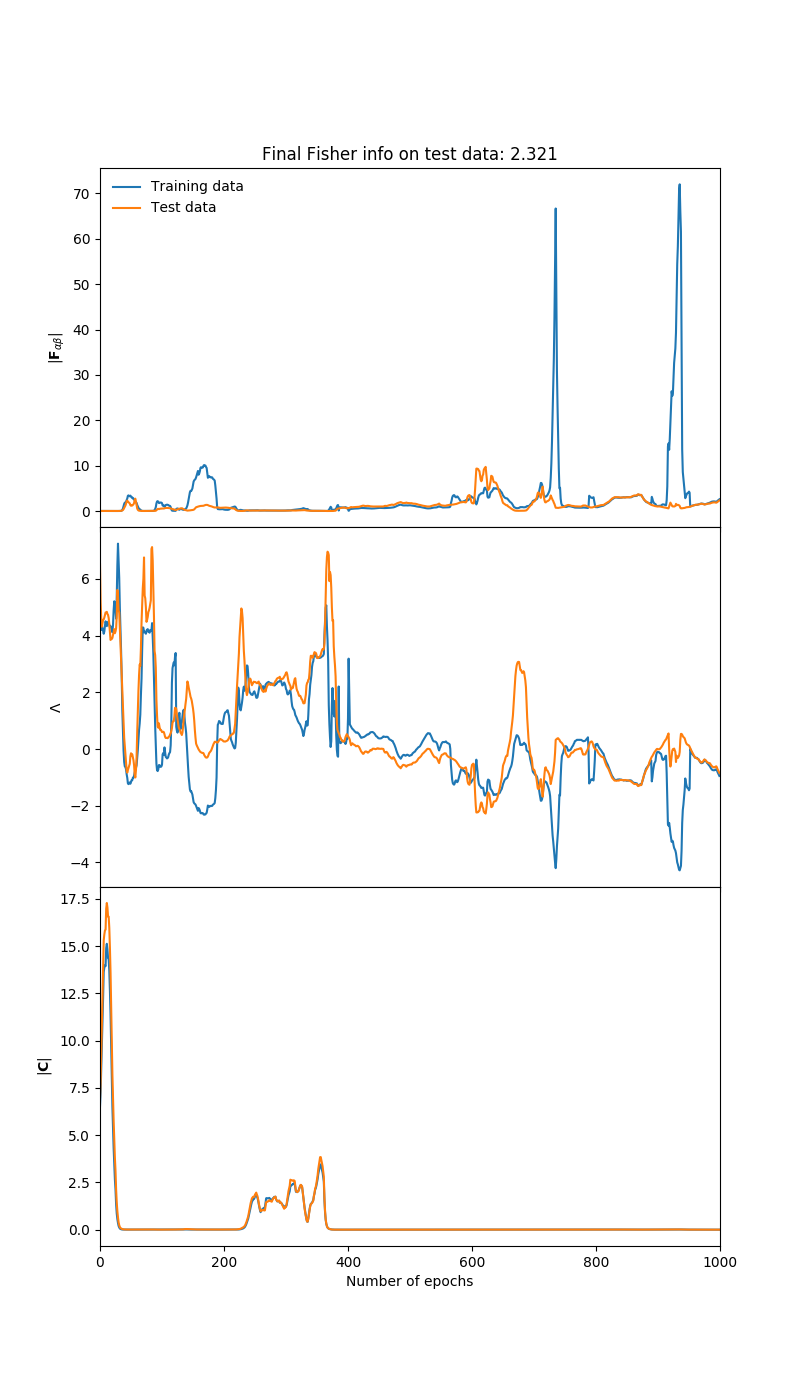 Final Fisher info on test data: 2.321
Training data
Test data
70
60
50
40
30
20
10
0
|F_αβ|
6
4
2
0
−2
−4
Λ
17.5
15.0
12.5
10.0
7.5
5.0
2.5
0.0
|C|
0 200 400 600 800 1000
Number of epochs